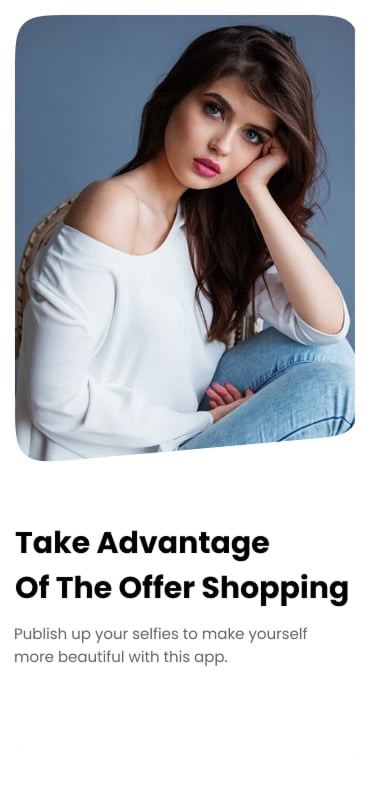 Take Advantage
Of The Offer Shopping
Publish up your selfies to make yourself
more beautiful with this app.